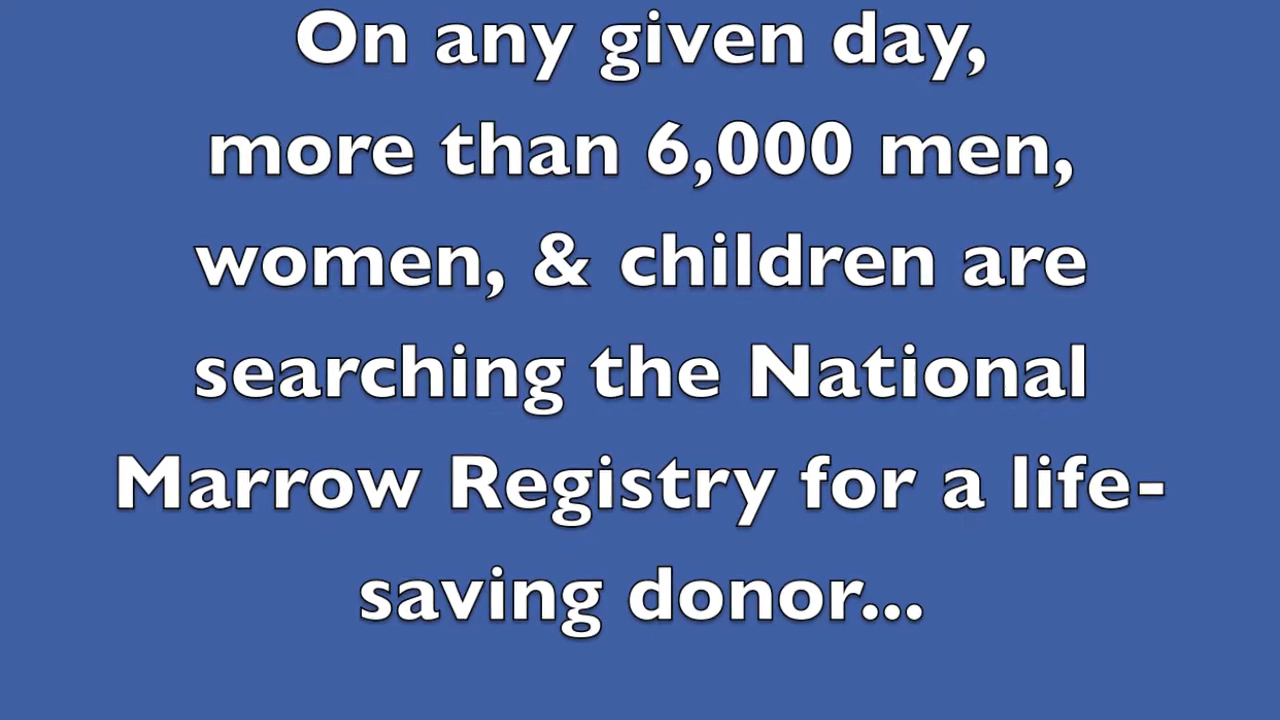 On any given day,
more than 6,000 men,
women, & children are
searching the National
Marrow Registry for a life-
saving donor...